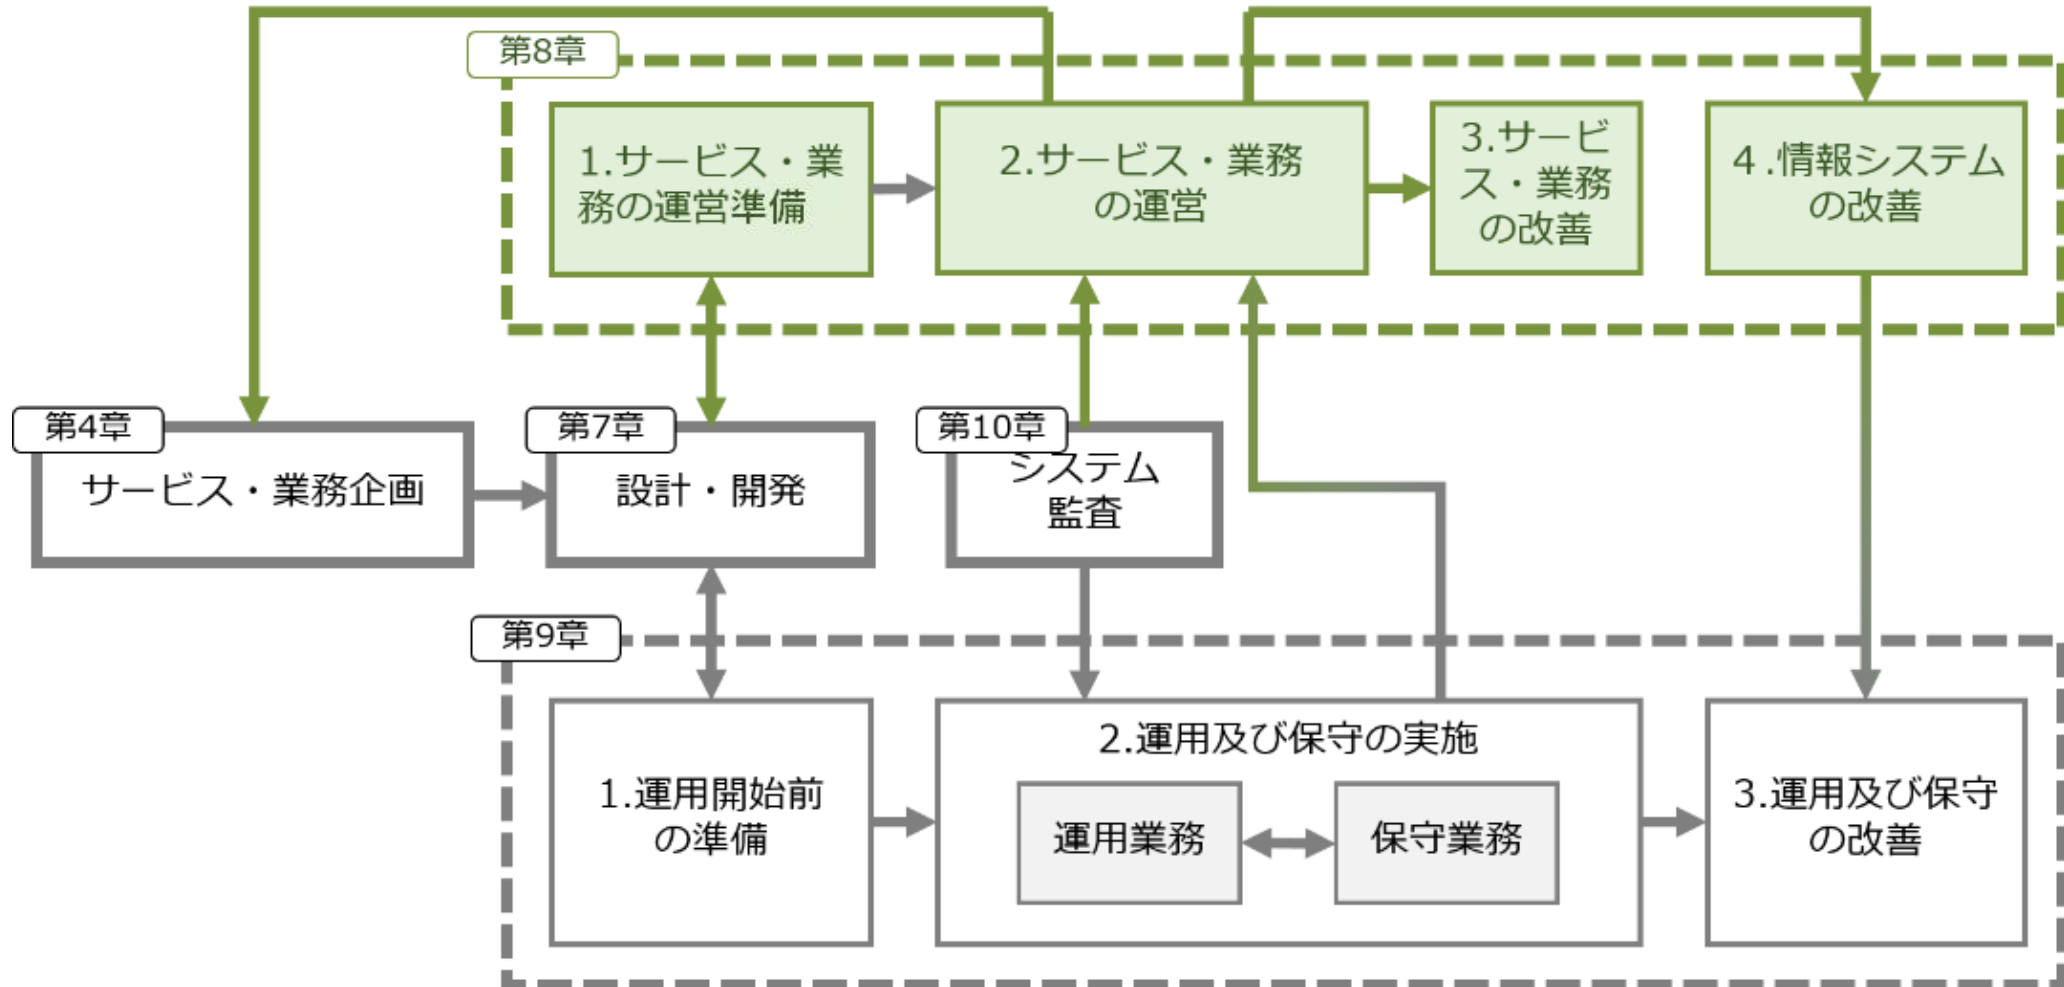 第8章
1.サービス・業
務の運営準備
2.サービス・業務
の運営
3.サービ
ス・業務
の改善
４.情報システム
の改善
第4章
サービス・業務企画
第7章
設計・開発
第10章
システム
監査
第9章
1.運用開始前
の準備
2.運用及び保守の実施
運用業務
保守業務
3.運用及び保守
の改善